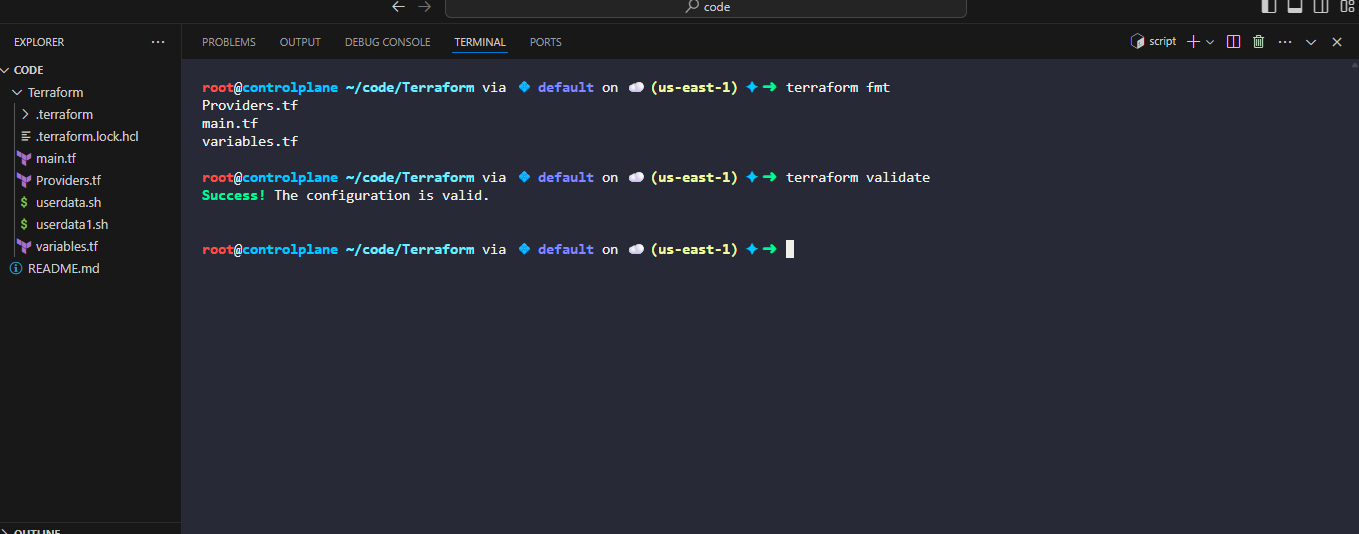 code
EXPLORER
PROBLEMS OUTPUT DEBUG CONSOLE TERMINAL PORTS
script
CODE
Terraform
.terraform
.terraform.lock.hcl
main.tf
Providers.tf
$ userdata.sh
$ userdata1.sh
variables.tf
README.md
OUTLINE
root@controlplane ~/code/Terraform via default on (us-east-1) ➜ terraform fmt
Providers.tf
main.tf
variables.tf
root@controlplane ~/code/Terraform via default on (us-east-1) ➜ terraform validate
Success! The configuration is valid.
root@controlplane ~/code/Terraform via default on (us-east-1) ➜